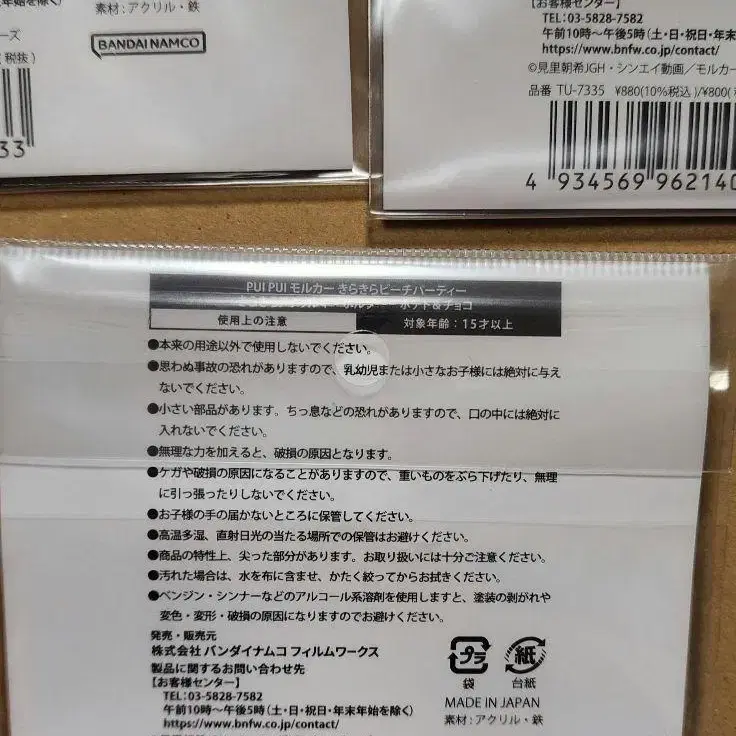 素材：アクリル・鉄
ーズ
税抜）
BANDAI NAMCO
33
【お客様センター】
TEL：03-5828-7582
午前10時～午後5時（土・日・祝日・年末
https://www.bnfw.co.jp/contact/
©見里朝希JGH・シンエイ動画／モルカー
品番 TU-7335 ¥880(10%税込)/¥800(
4 934569 962140
PUI PUI モルカー きらきらビーチパーティー
ポテト＆チョコ
使用上の注意
対象年齢：15才以上
●本来の用途以外で使用しないでください。
●思わぬ事故の恐れがありますので、乳幼児または小さなお子様には絶対に与え
ないでください。
●小さい部品があります。ちっ息などの恐れがありますので、口の中には絶対に
入れないでください。
●無理な力を加えると、破損の原因となります。
●ケガや破損の原因になることがありますので、重いものをぶら下げたり、無理
に引っ張ったりしないでください。
●お子様の手の届かないところに保管してください。
●高温多湿、直射日光の当たる場所での保管はお避けください。
●商品の特性上、尖った部分があります。お取り扱いには十分ご注意ください。
●汚れた場合は、水を布に含ませ、かたく絞ってからお拭きください。
●ベンジン・シンナーなどのアルコール系溶剤を使用しますと、塗装の剥がれや
変色・変形・破損の原因になりますのでお避けください。
発売・販売元
株式会社 バンダイナムコ フィルムワークス
製品に関するお問い合わせ先
【お客様センター】
TEL：03-5828-7582
午前10時～午後5時（土・日・祝日・年末年始を除く）
https://www.bnfw.co.jp/contact/
プラ
袋
紙
台紙
MADE IN JAPAN
素材：アクリル・鉄